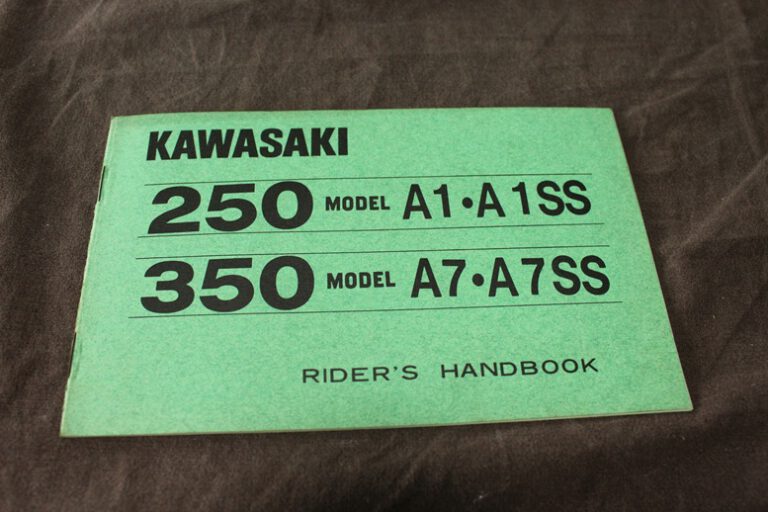 KAWASAKI
250 MODEL A1•A1SS
350 MODEL A7•A7SS
RIDER'S HANDBOOK